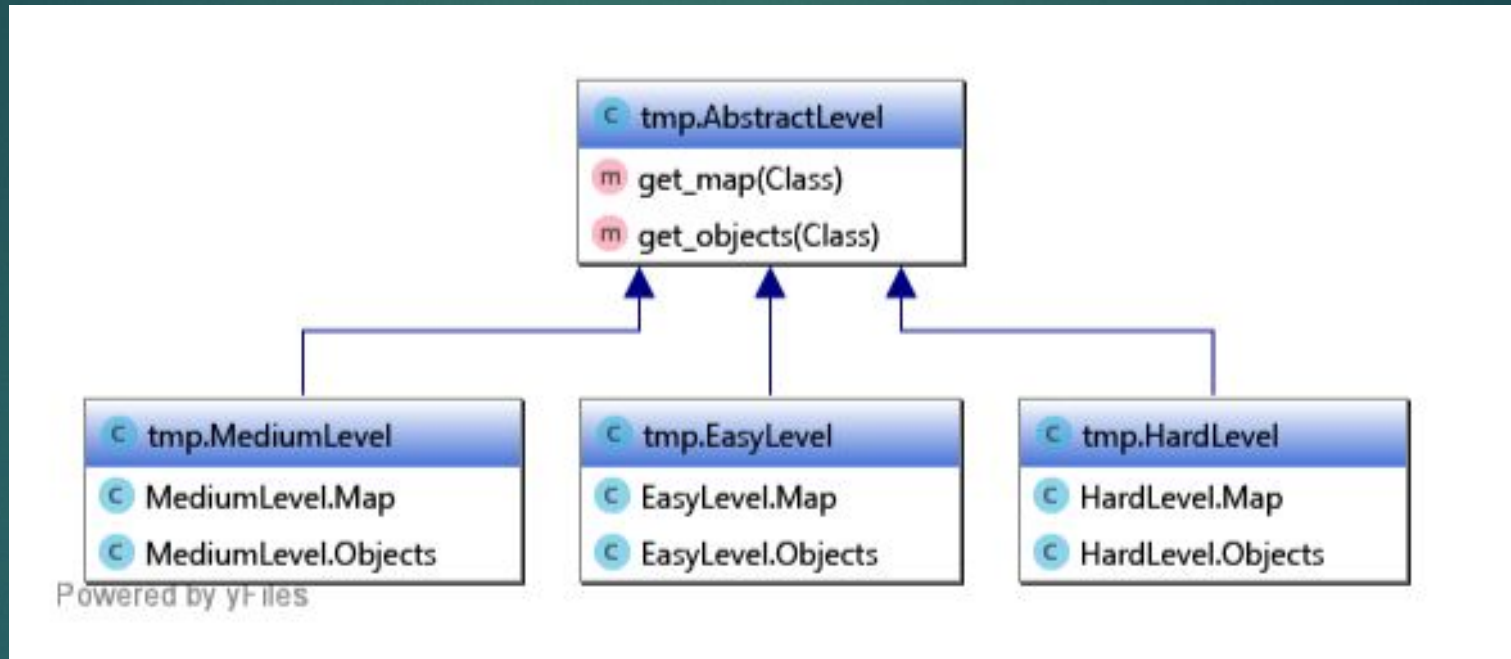 c tmp.AbstractLevel
m get_map(Class)
m get_objects(Class)
c tmp.MediumLevel
c MediumLevel.Map
c MediumLevel.Objects
c tmp.EasyLevel
c EasyLevel.Map
c EasyLevel.Objects
c tmp.HardLevel
c HardLevel.Map
c HardLevel.Objects
Powered by yFiles